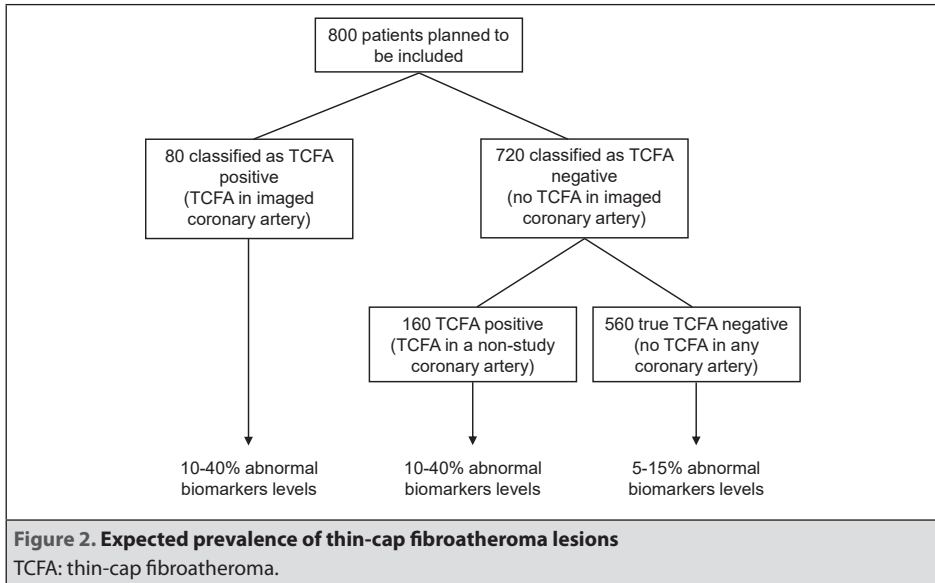 800 patients planned to
be included
80 classified as TCFA
positive
(TCFA in imaged
coronary artery)
720 classified as TCFA
negative
(no TCFA in imaged
coronary artery)
160 TCFA positive
(TCFA in a non-study
coronary artery)
560 true TCFA negative
(no TCFA in any
coronary artery)
10-40% abnormal
biomarkers levels
10-40% abnormal
biomarkers levels
5-15% abnormal
biomarkers levels
Figure 2. Expected prevalence of thin-cap fibroatheroma lesions
TCFA: thin-cap fibroatheroma.